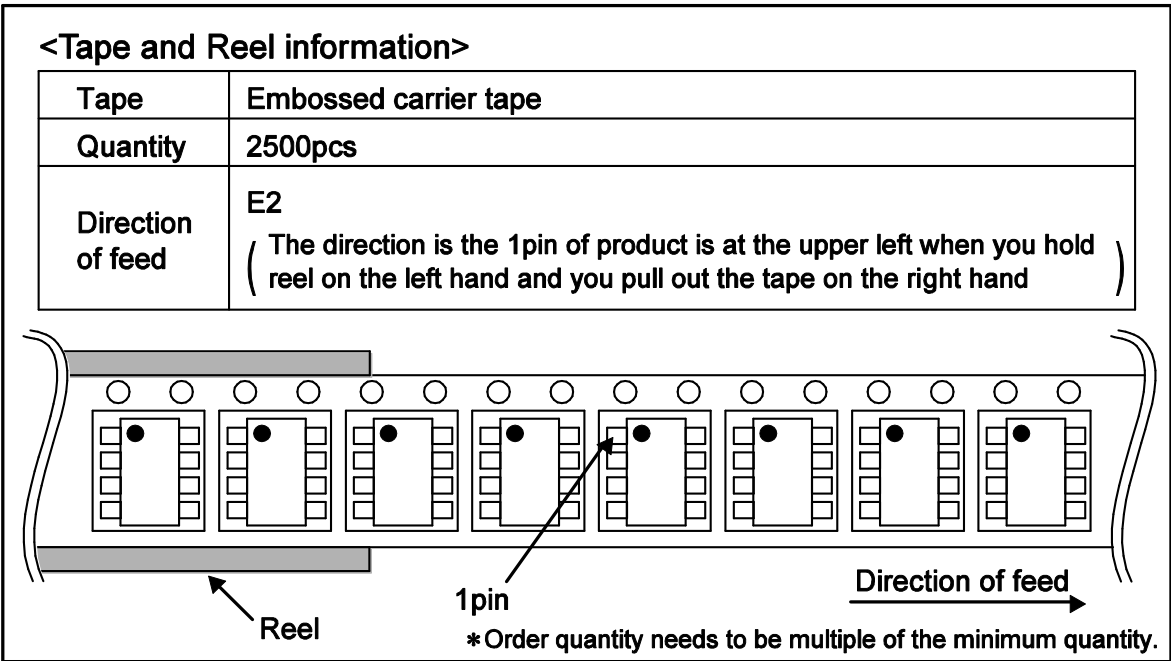 <Tape and Reel information>
Tape Embossed carrier tape
Quantity 2500pcs
Direction of feed
E2
( The direction is the 1pin of product is at the upper left when you hold
reel on the left hand and you pull out the tape on the right hand )
1pin
Reel
Direction of feed
*Order quantity needs to be multiple of the minimum quantity.